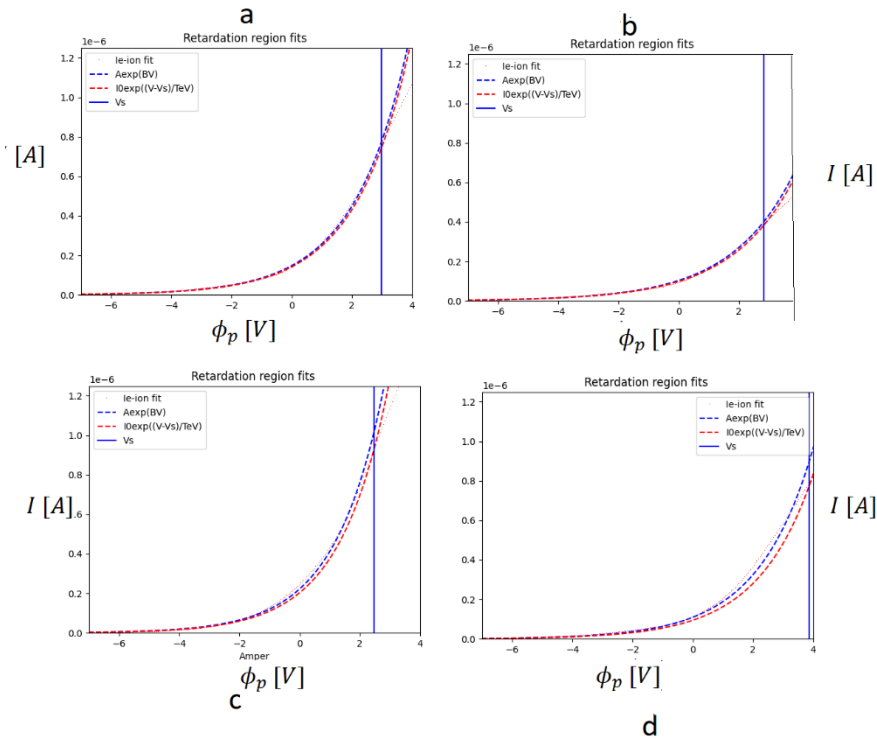 a
Retardation region fits
1e−6
1.2
1.0
0.8
0.6
0.4
0.2
0.0
Ie-ion fit
Aexp(BV)
I0exp((V-Vs)/TeV)
Vs
[A]
−6
−4
−2
0
2
4
ϕp [V]
b
Retardation region fits
1e−6
1.2
1.0
0.8
0.6
0.4
0.2
0.0
Ie-ion fit
Aexp(BV)
I0exp((V-Vs)/TeV)
Vs
I [A]
−6
−4
−2
0
2
ϕp [V]
Retardation region fits
1e−6
1.2
1.0
0.8
0.6
0.4
0.2
0.0
Ie-ion fit
Aexp(BV)
I0exp((V-Vs)/TeV)
Vs
I [A]
−6
−4
−2
0
2
4
Amper
ϕp [V]
c
Retardation region fits
1e−6
1.2
1.0
0.8
0.6
0.4
0.2
0.0
Ie-ion fit
Aexp(BV)
I0exp((V-Vs)/TeV)
Vs
I [A]
−6
−4
−2
0
2
4
ϕp [V]
d